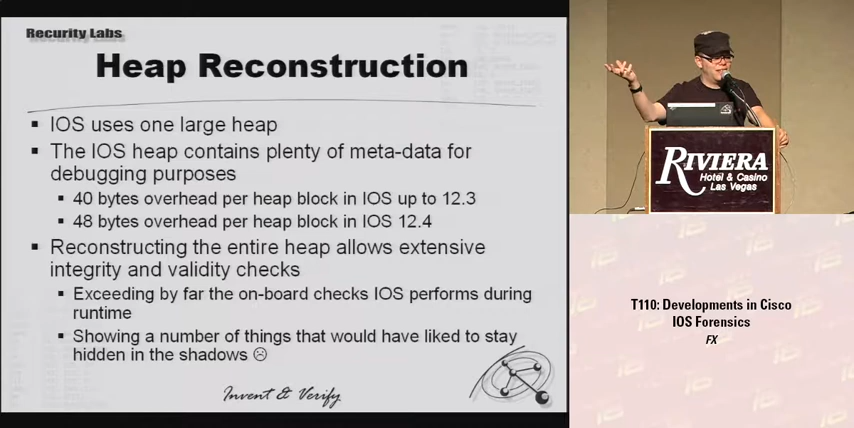 Recurity Labs
Heap Reconstruction
▪ IOS uses one large heap
▪ The IOS heap contains plenty of meta-data for
debugging purposes
▪ 40 bytes overhead per heap block in IOS up to 12.3
▪ 48 bytes overhead per heap block in IOS 12.4
▪ Reconstructing the entire heap allows extensive
integrity and validity checks
▪ Exceeding by far the on-board checks IOS performs during
runtime
▪ Showing a number of things that would have liked to stay
hidden in the shadows ☹
Invent & Verify
RIVIERA
Hotel & Casino
Las Vegas
T110: Developments in Cisco
IOS Forensics
FX